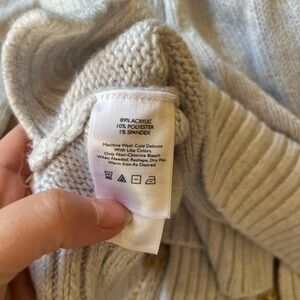 89% ACRYLIC
10% POLYESTER
1% SPANDEX
Machine Wash Cold Delicate
With Like Colors.
Only Non-Chlorine Bleach
When Needed. Reshape, Dry Flat.
Warm Iron As Desired.